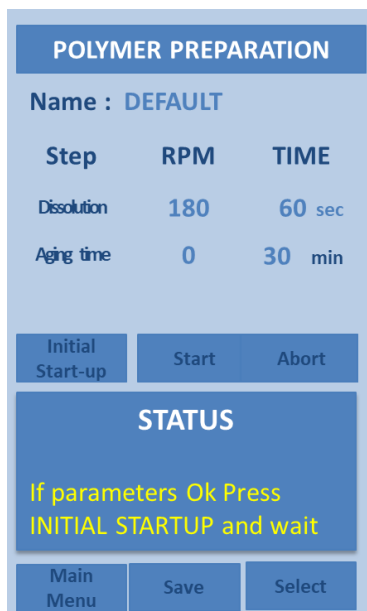 POLYMER PREPARATION
Name : DEFAULT
Step RPM TIME
Dissolution 180 60 sec
Aging time 0 30 min
Initial Start-up Start Abort
STATUS
If parameters Ok Press
INITIAL STARTUP and wait
Main Menu Save Select